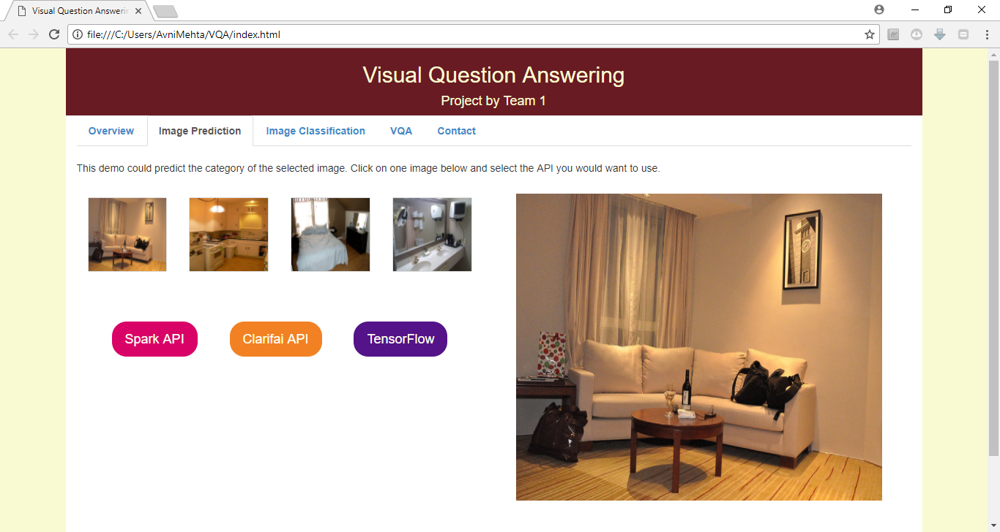 Visual Question Answerin
file:///C:/Users/AvniMehta/VQA/index.html
Visual Question Answering
Project by Team 1
Overview
Image Prediction
Image Classification
VQA
Contact
This demo could predict the category of the selected image. Click on one image below and select the API you would want to use.
Spark API
Clarifai API
TensorFlow